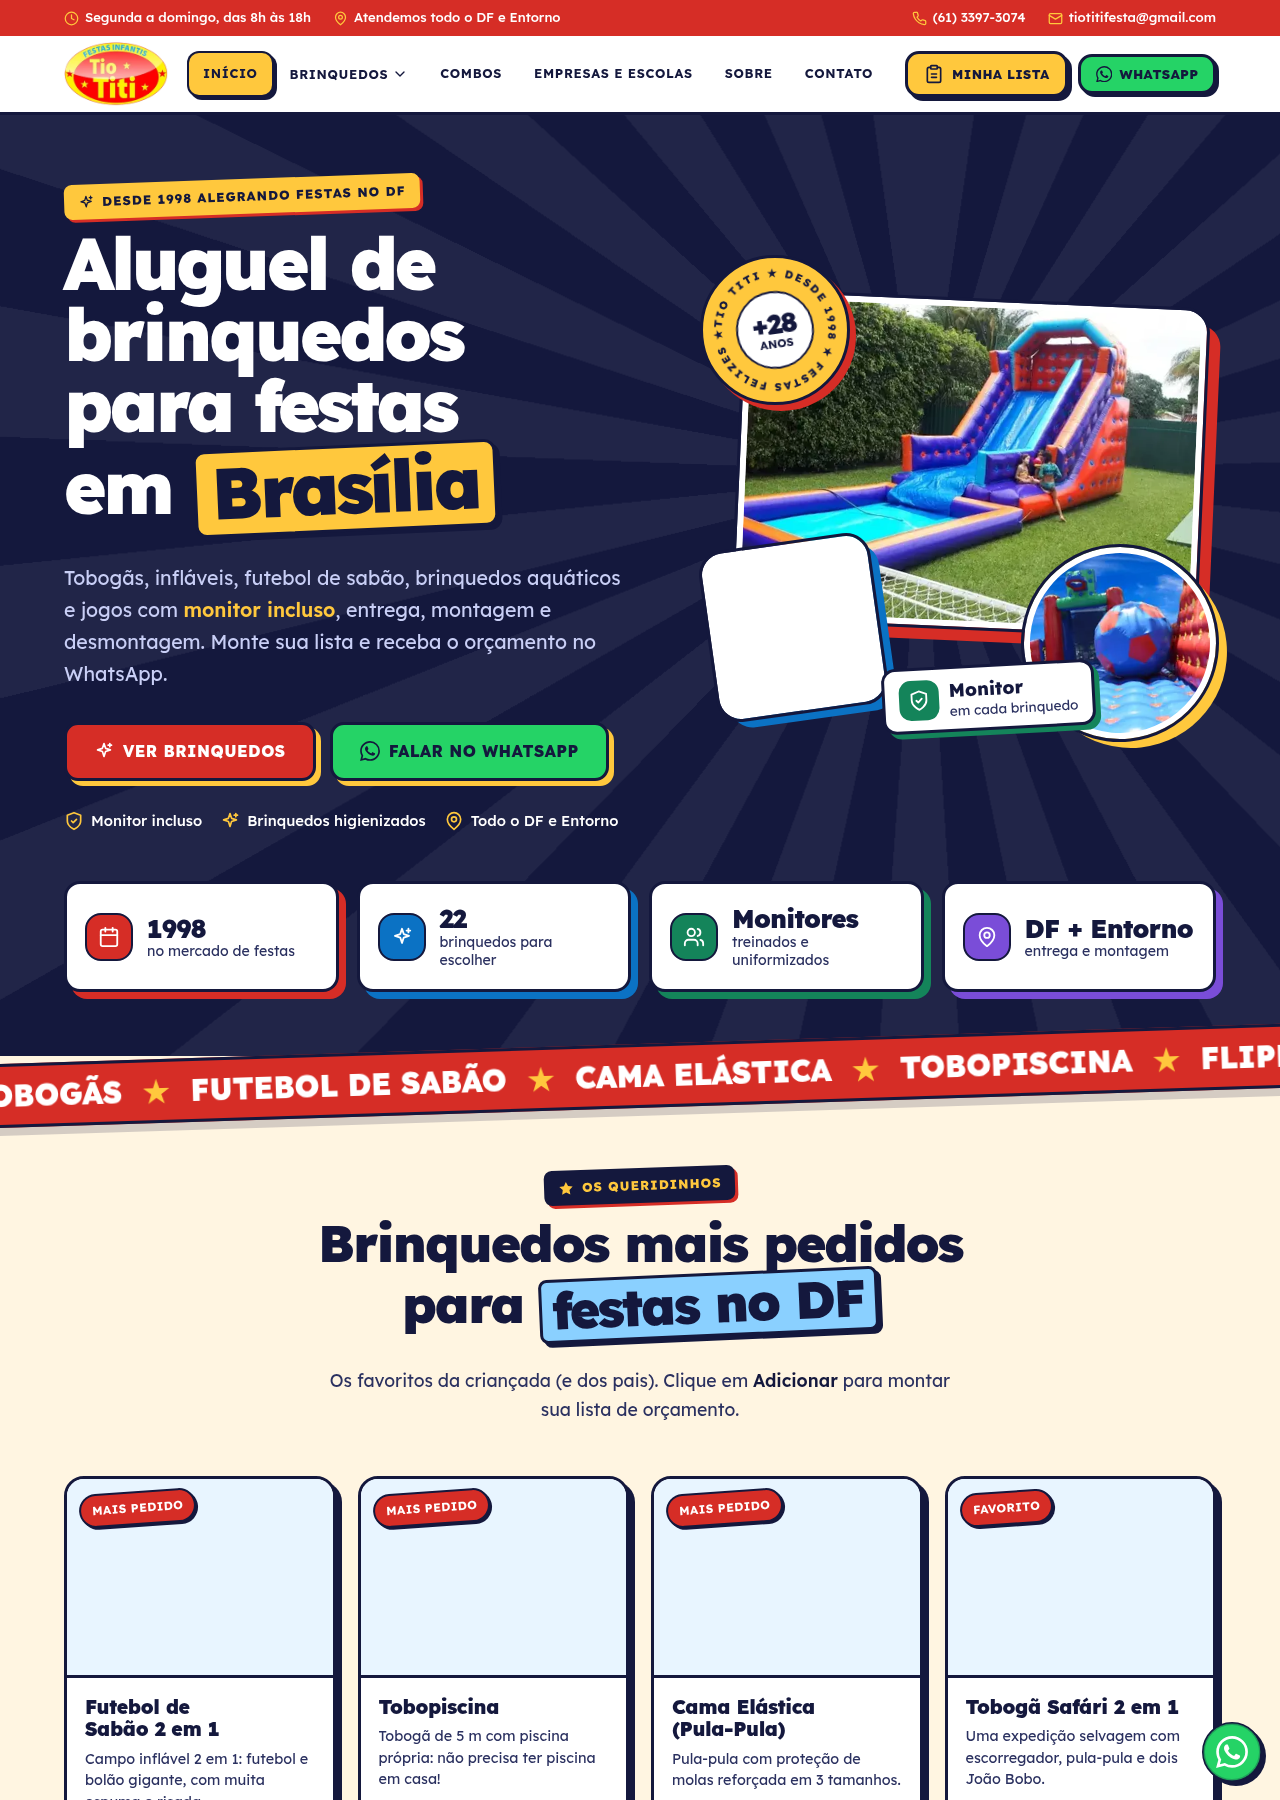 Segunda a domingo, das 8h às 18h
Atendemos todo o DF e Entorno
(61) 3397-3074
tiotitifesta@gmail.com
FESTAS INFANTIS
Tio
Titi
INÍCIO
BRINQUEDOS
COMBOS
EMPRESAS E ESCOLAS
SOBRE
CONTATO
MINHA LISTA
WHATSAPP
DESDE 1998 ALEGRANDO FESTAS NO DF
Aluguel de
brinquedos
para festas
em Brasília
TIO TITI ★ DESDE 1998 ★ FESTAS FELIZES ★
+28
ANOS
Tobogãs, infláveis, futebol de sabão, brinquedos aquáticos
e jogos com monitor incluso, entrega, montagem e
desmontagem. Monte sua lista e receba o orçamento no
WhatsApp.
Monitor
em cada brinquedo
VER BRINQUEDOS
FALAR NO WHATSAPP
Monitor incluso
Brinquedos higienizados
Todo o DF e Entorno
1998
no mercado de festas
22
brinquedos para
escolher
Monitores
treinados e
uniformizados
DF + Entorno
entrega e montagem
OBOGÃS ★ FUTEBOL DE SABÃO ★ CAMA ELÁSTICA ★ TOBOPISCINA ★ FLIP
OS QUERIDINHOS
Brinquedos mais pedidos
para festas no DF
Os favoritos da criançada (e dos pais). Clique em Adicionar para montar
sua lista de orçamento.
MAIS PEDIDO
MAIS PEDIDO
MAIS PEDIDO
FAVORITO
Futebol de
Sabão 2 em 1
Campo inflável 2 em 1: futebol e
bolão gigante, com muita
espuma e risada.
Tobopiscina
Tobogã de 5 m com piscina
própria: não precisa ter piscina
em casa!
Cama Elástica
(Pula-Pula)
Pula-pula com proteção de
molas reforçada em 3 tamanhos.
Tobogã Safári 2 em 1
Uma expedição selvagem com
escorregador, pula-pula e dois
João Bobo.